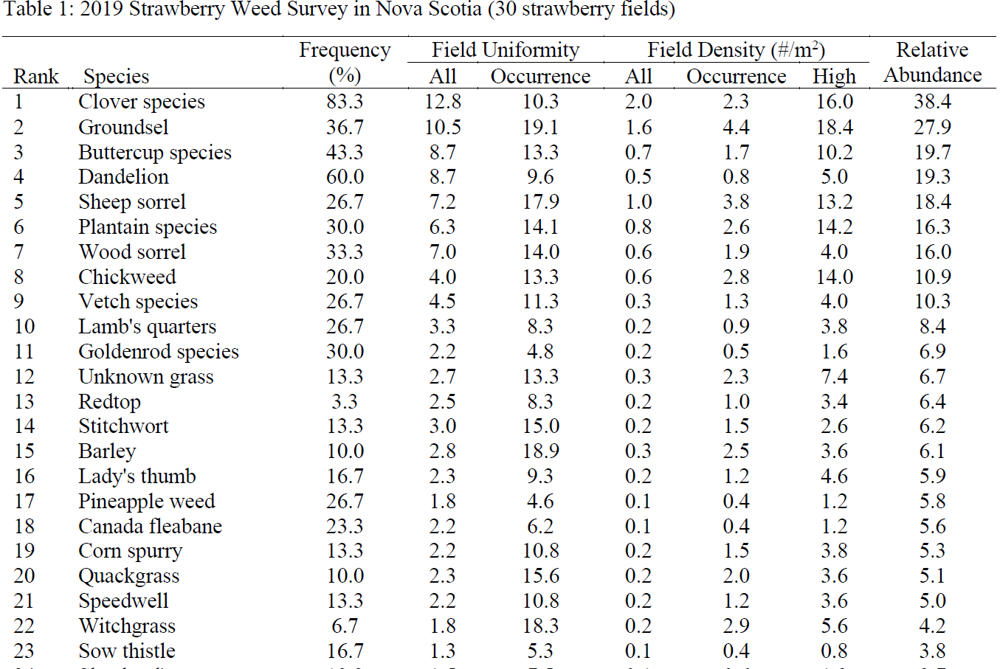 Table 1: 2019 Strawberry Weed Survey in Nova Scotia (30 strawberry fields)
Frequency Field Uniformity Field Density (#/m²) Relative
Rank Species (%) All Occurrence All Occurrence High Abundance
1 Clover species 83.3 12.8 10.3 2.0 2.3 16.0 38.4
2 Groundsel 36.7 10.5 19.1 1.6 4.4 18.4 27.9
3 Buttercup species 43.3 8.7 13.3 0.7 1.7 10.2 19.7
4 Dandelion 60.0 8.7 9.6 0.5 0.8 5.0 19.3
5 Sheep sorrel 26.7 7.2 17.9 1.0 3.8 13.2 18.4
6 Plantain species 30.0 6.3 14.1 0.8 2.6 14.2 16.3
7 Wood sorrel 33.3 7.0 14.0 0.6 1.9 4.0 16.0
8 Chickweed 20.0 4.0 13.3 0.6 2.8 14.0 10.9
9 Vetch species 26.7 4.5 11.3 0.3 1.3 4.0 10.3
10 Lamb's quarters 26.7 3.3 8.3 0.2 0.9 3.8 8.4
11 Goldenrod species 30.0 2.2 4.8 0.2 0.5 1.6 6.9
12 Unknown grass 13.3 2.7 13.3 0.3 2.3 7.4 6.7
13 Redtop 3.3 2.5 8.3 0.2 1.0 3.4 6.4
14 Stitchwort 13.3 3.0 15.0 0.2 1.5 2.6 6.2
15 Barley 10.0 2.8 18.9 0.3 2.5 3.6 6.1
16 Lady's thumb 16.7 2.3 9.3 0.2 1.2 4.6 5.9
17 Pineapple weed 26.7 1.8 4.6 0.1 0.4 1.2 5.8
18 Canada fleabane 23.3 2.2 6.2 0.1 0.4 1.2 5.6
19 Corn spurry 13.3 2.2 10.8 0.2 1.5 3.8 5.3
20 Quackgrass 10.0 2.3 15.6 0.2 2.0 3.6 5.1
21 Speedwell 13.3 2.2 10.8 0.2 1.2 3.6 5.0
22 Witchgrass 6.7 1.8 18.3 0.2 2.9 5.6 4.2
23 Sow thistle 16.7 1.3 5.3 0.1 0.4 0.8 3.8